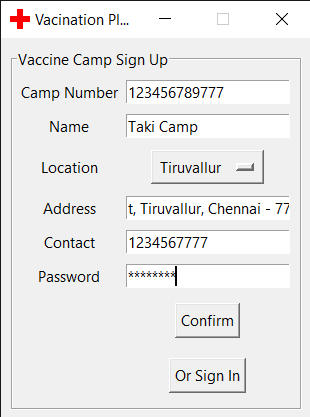 Vacination Pl...
Vaccine Camp Sign Up
Camp Number 123456789777
Name Taki Camp
Location Tiruvallur
Address t, Tiruvallur, Chennai - 77
Contact 1234567777
Password ********
Confirm
Or Sign In